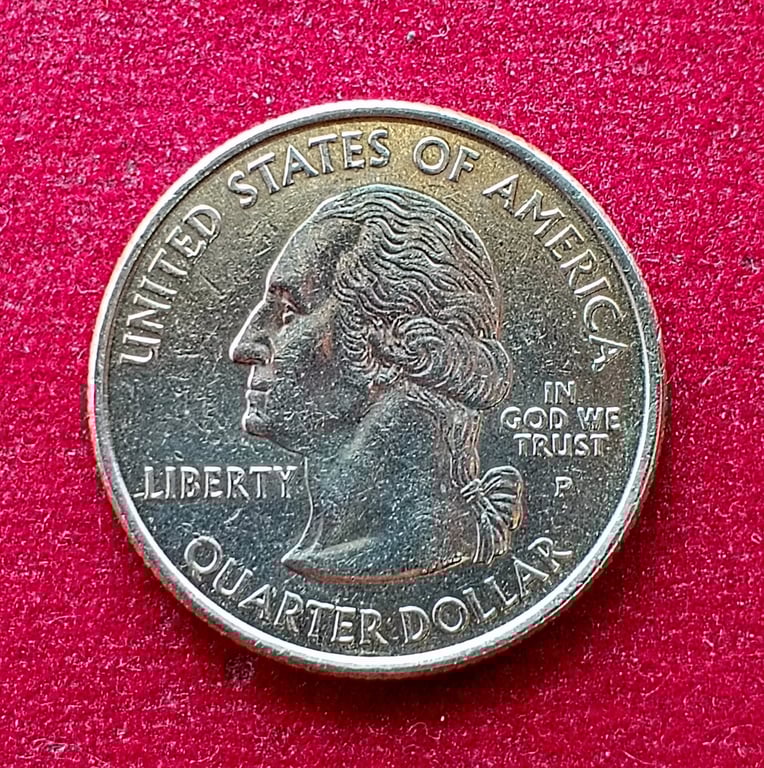 UNITED STATES OF AMERICA
IN
GOD WE
TRUST
LIBERTY
P
QUARTER DOLLAR